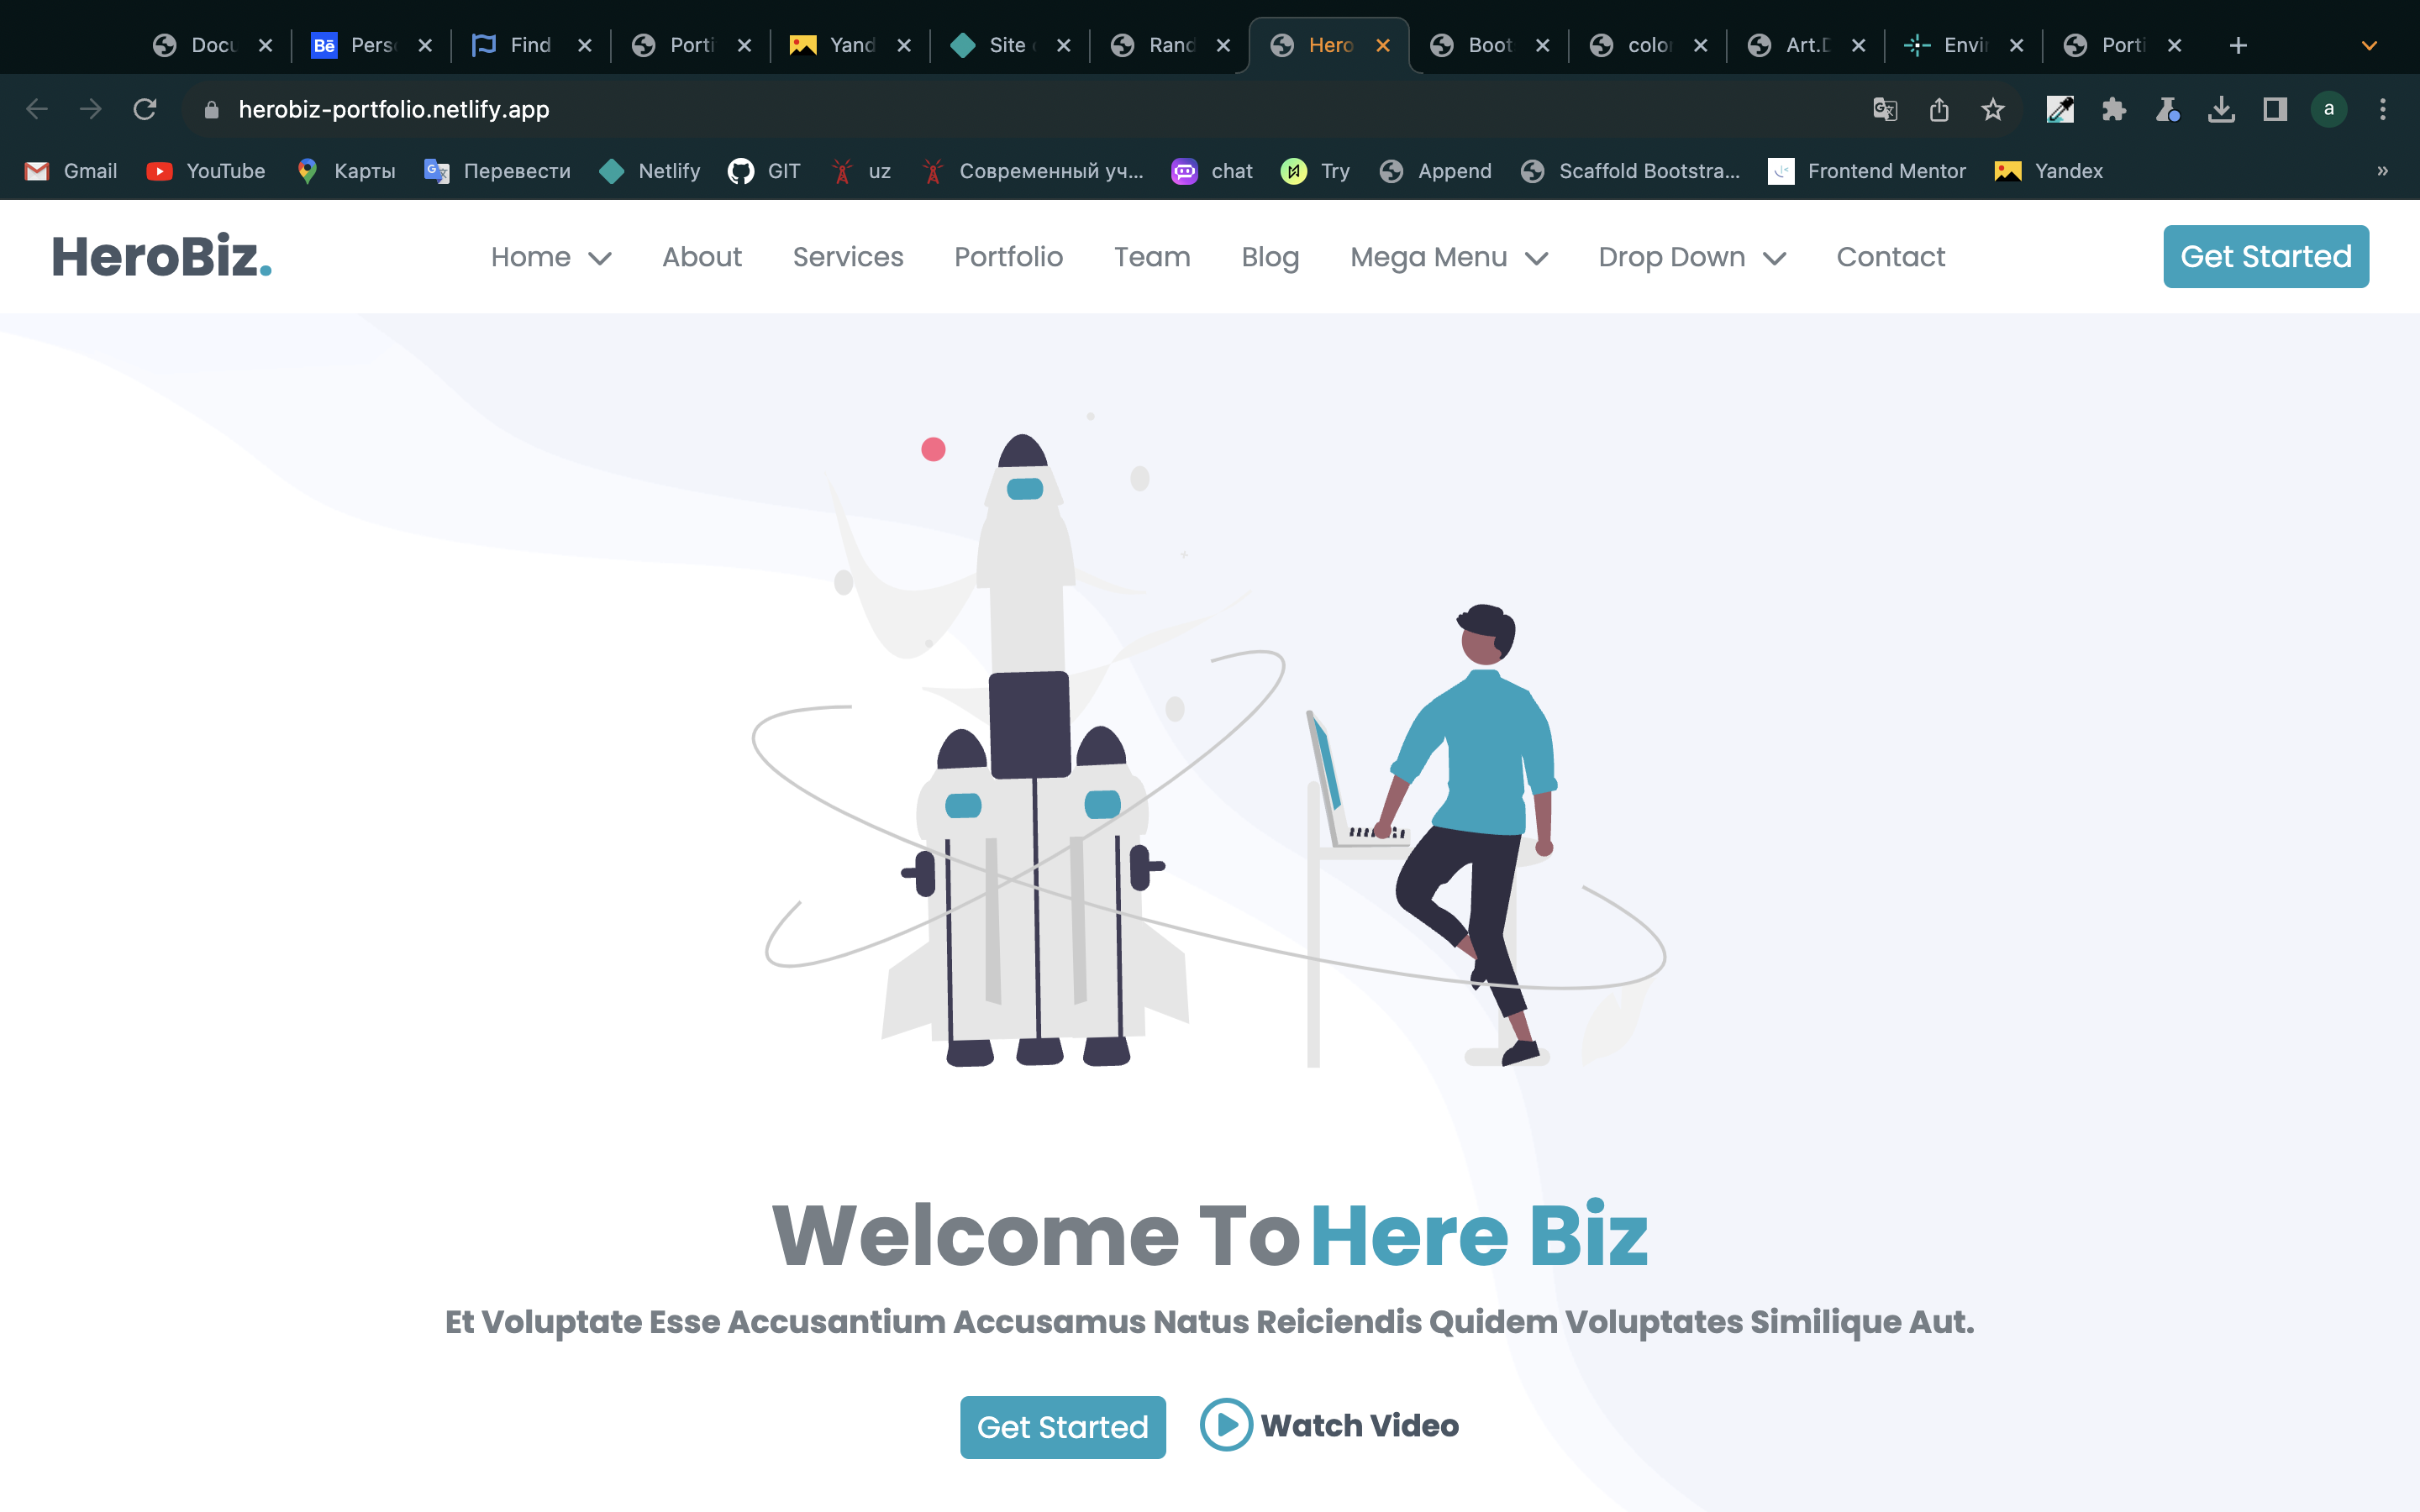 Docu Bē Pers Find Porti Yand Site Rand Hero Boot color Art.D Envi Porti
herobiz-portfolio.netlify.app a
Gmail YouTube Карты Перевести Netlify GIT uz Современный уч... chat Try Append Scaffold Bootstra... Frontend Mentor Yandex »
HeroBiz. Home About Services Portfolio Team Blog Mega Menu Drop Down Contact Get Started
Welcome To Here Biz
Et Voluptate Esse Accusantium Accusamus Natus Reiciendis Quidem Voluptates Similique Aut.
Get Started Watch Video